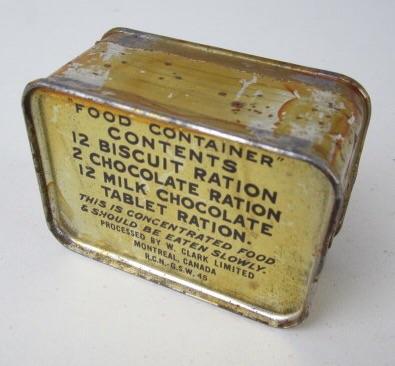 "FOOD CONTAINER"
CONTENTS
12 BISCUIT RATION
2 CHOCOLATE RATION
12 MILK CHOCOLATE
TABLET RATION.
THIS IS CONCENTRATED FOOD
& SHOULD BE EATEN SLOWLY.
PROCESSED BY W. CLARK LIMITED
MONTREAL, CANADA
R.C.N.-G.S.W. 45